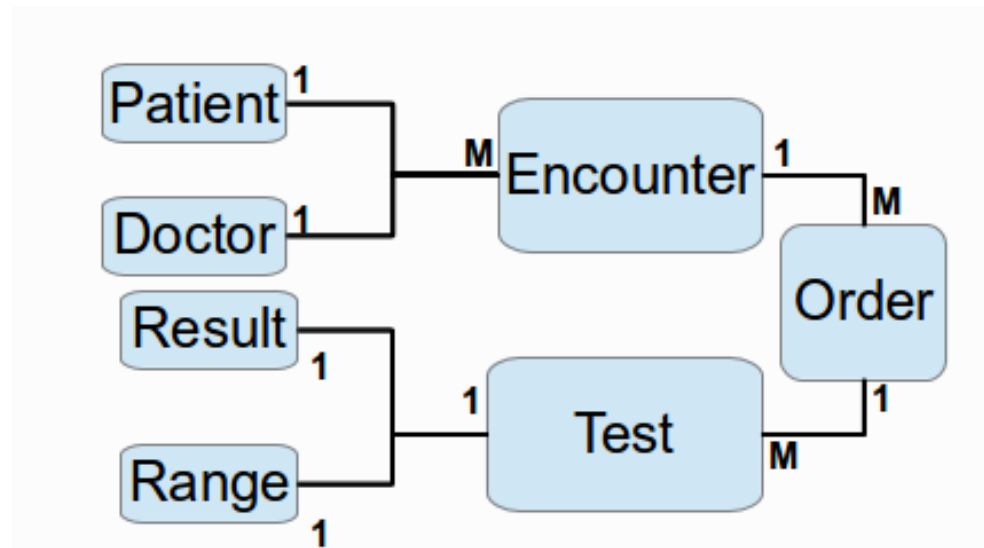 Patient
1
Doctor
1
M
Encounter
1
M
Order
1
Result
1
Range
1
1
Test
M